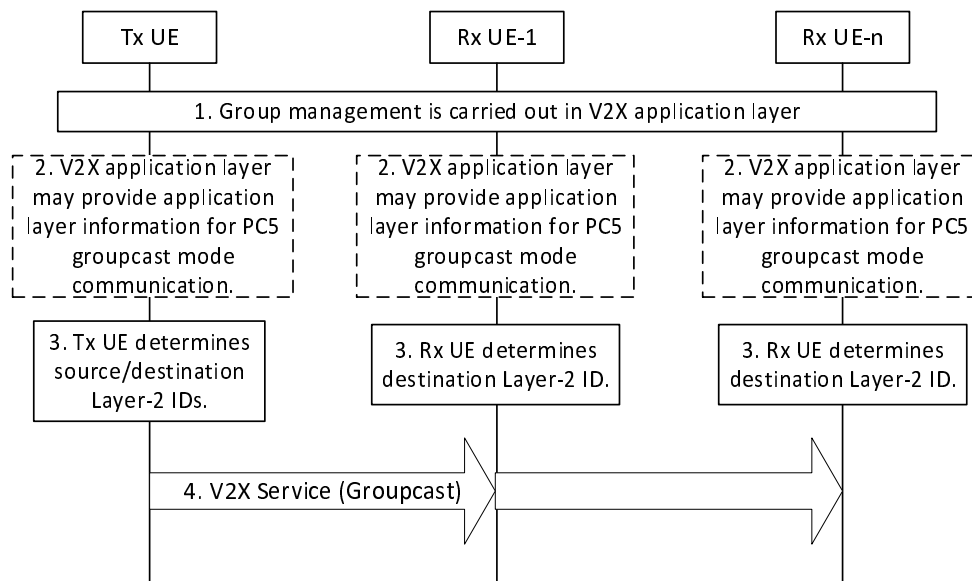 Tx UE
Rx UE-1
Rx UE-n
1. Group management is carried out in V2X application layer
2. V2X application layer
may provide application
layer information for PC5
groupcast mode
communication.
2. V2X application layer
may provide application
layer information for PC5
groupcast mode
communication.
2. V2X application layer
may provide application
layer information for PC5
groupcast mode
communication.
3. Tx UE determines
source/destination
Layer-2 IDs.
3. Rx UE determines
destination Layer-2 ID.
3. Rx UE determines
destination Layer-2 ID.
4. V2X Service (Groupcast)